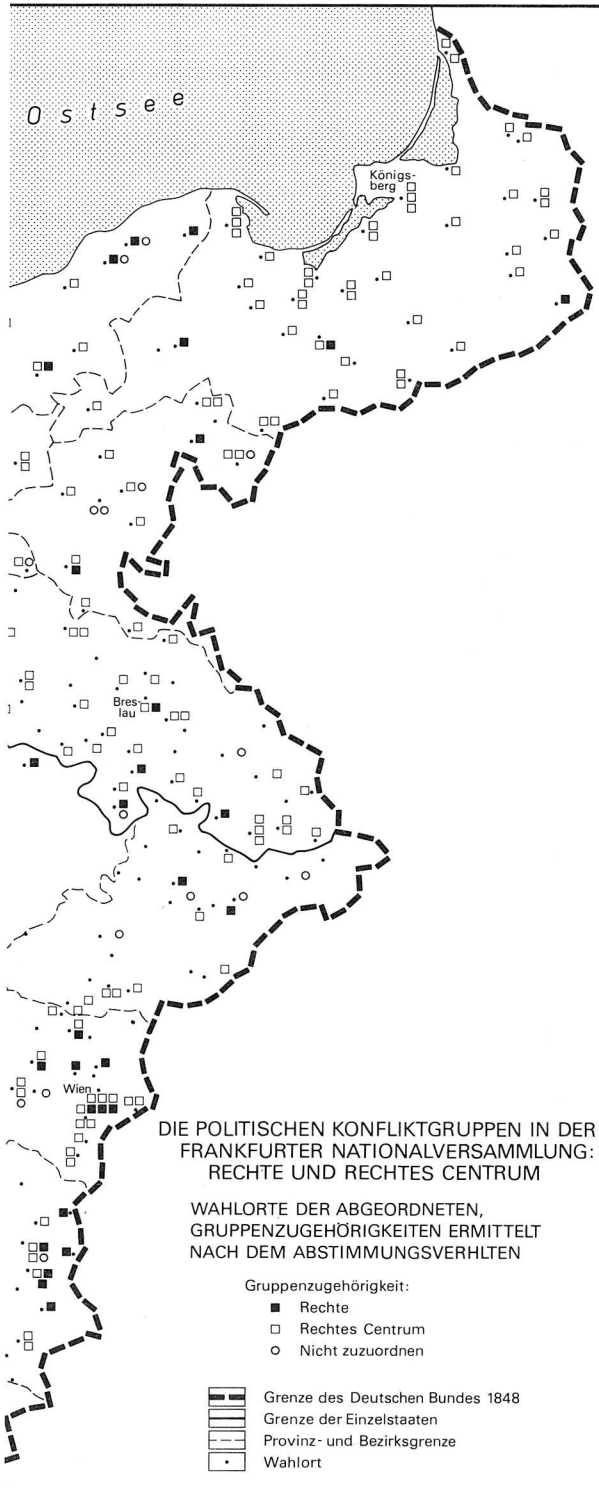 Ostsee
Königs-
berg
Bres-
lau
Wien
DIE POLITISCHEN KONFLIKTGRUPPEN IN DER
FRANKFURTER NATIONALVERSAMMLUNG:
RECHTE UND RECHTES CENTRUM
WAHLORTE DER ABGEORDNETEN,
GRUPPENZUGEHÖRIGKEITEN ERMITTELT
NACH DEM ABSTIMMUNGSVERHLTEN
Gruppenzugehörigkeit:
Rechte
Rechtes Centrum
Nicht zuzuordnen
Grenze des Deutschen Bundes 1848
Grenze der Einzelstaaten
Provinz- und Bezirksgrenze
Wahlort